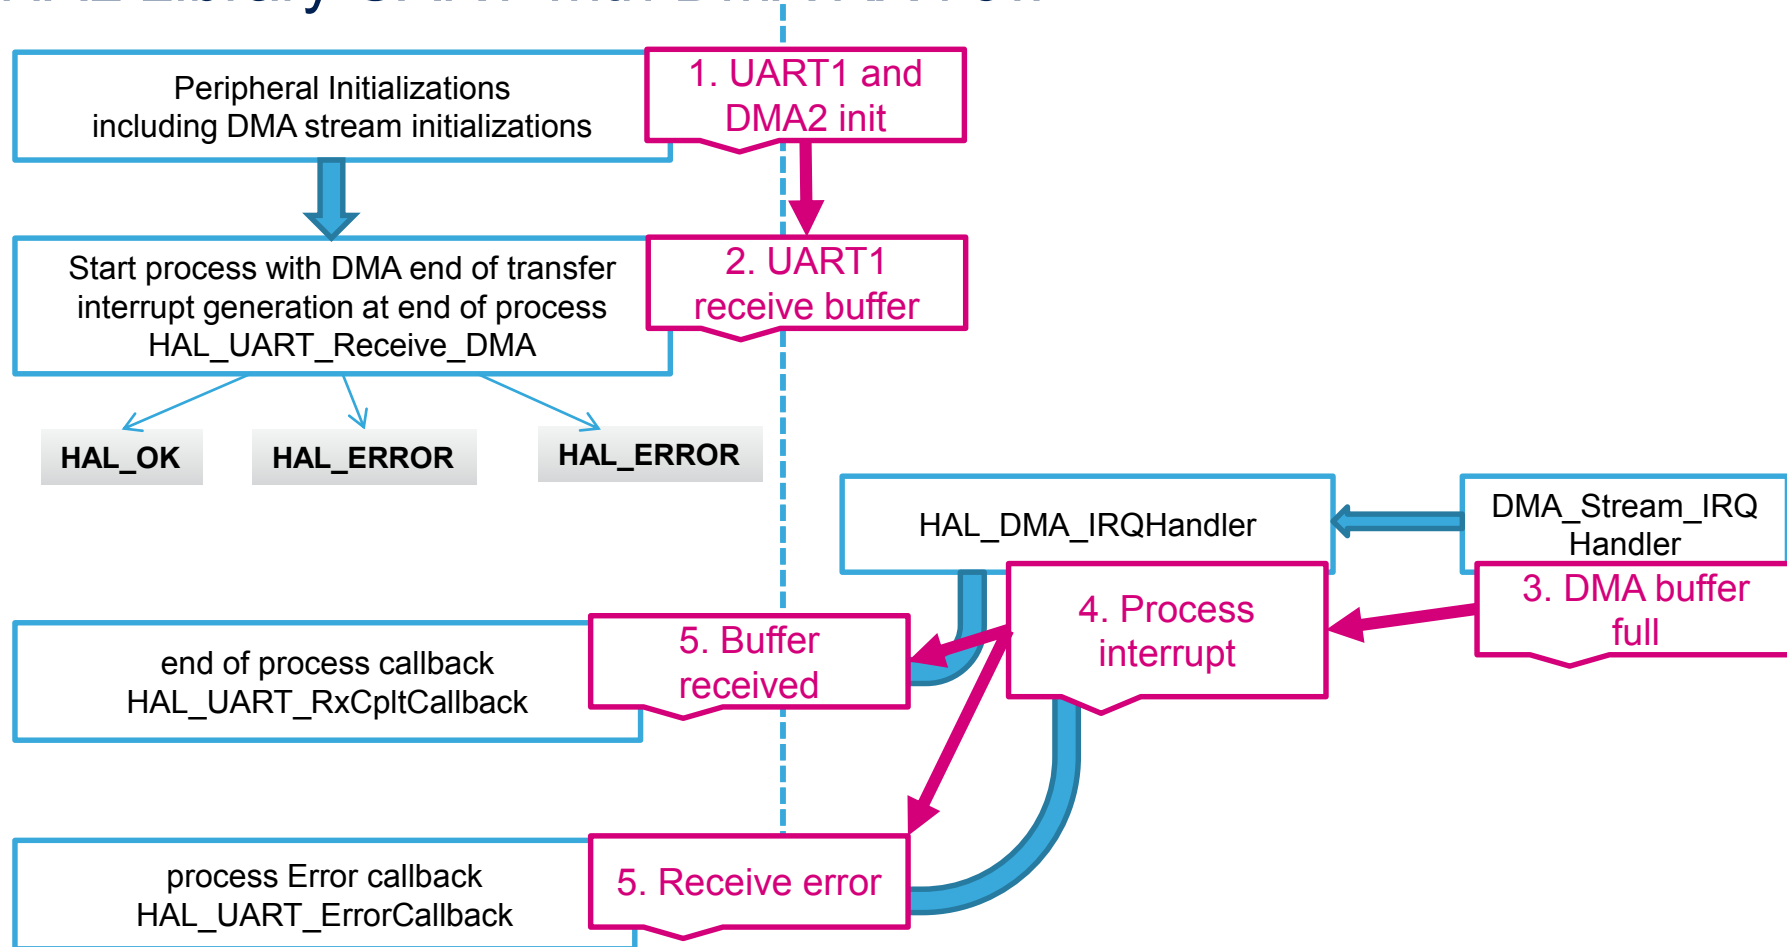 Peripheral Initializations
including DMA stream initializations
1. UART1 and
DMA2 init
Start process with DMA end of transfer
interrupt generation at end of process
HAL_UART_Receive_DMA
2. UART1
receive buffer
HAL_OK
HAL_ERROR
HAL_ERROR
HAL_DMA_IRQHandler
DMA_Stream_IRQ
Handler
3. DMA buffer
full
4. Process
interrupt
end of process callback
HAL_UART_RxCpltCallback
5. Buffer
received
process Error callback
HAL_UART_ErrorCallback
5. Receive error